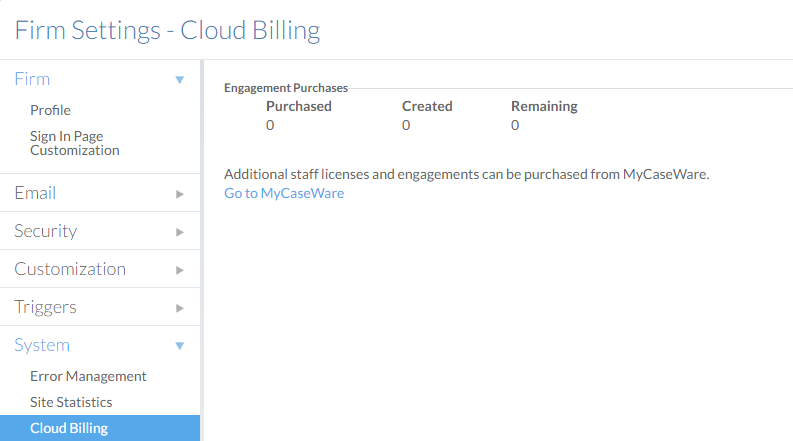 Firm Settings - Cloud Billing
Firm
Profile
Sign In Page
Customization
Email
Security
Customization
Triggers
System
Error Management
Site Statistics
Cloud Billing
Engagement Purchases
Purchased Created Remaining
0 0 0
Additional staff licenses and engagements can be purchased from MyCaseWare.
Go to MyCaseWare